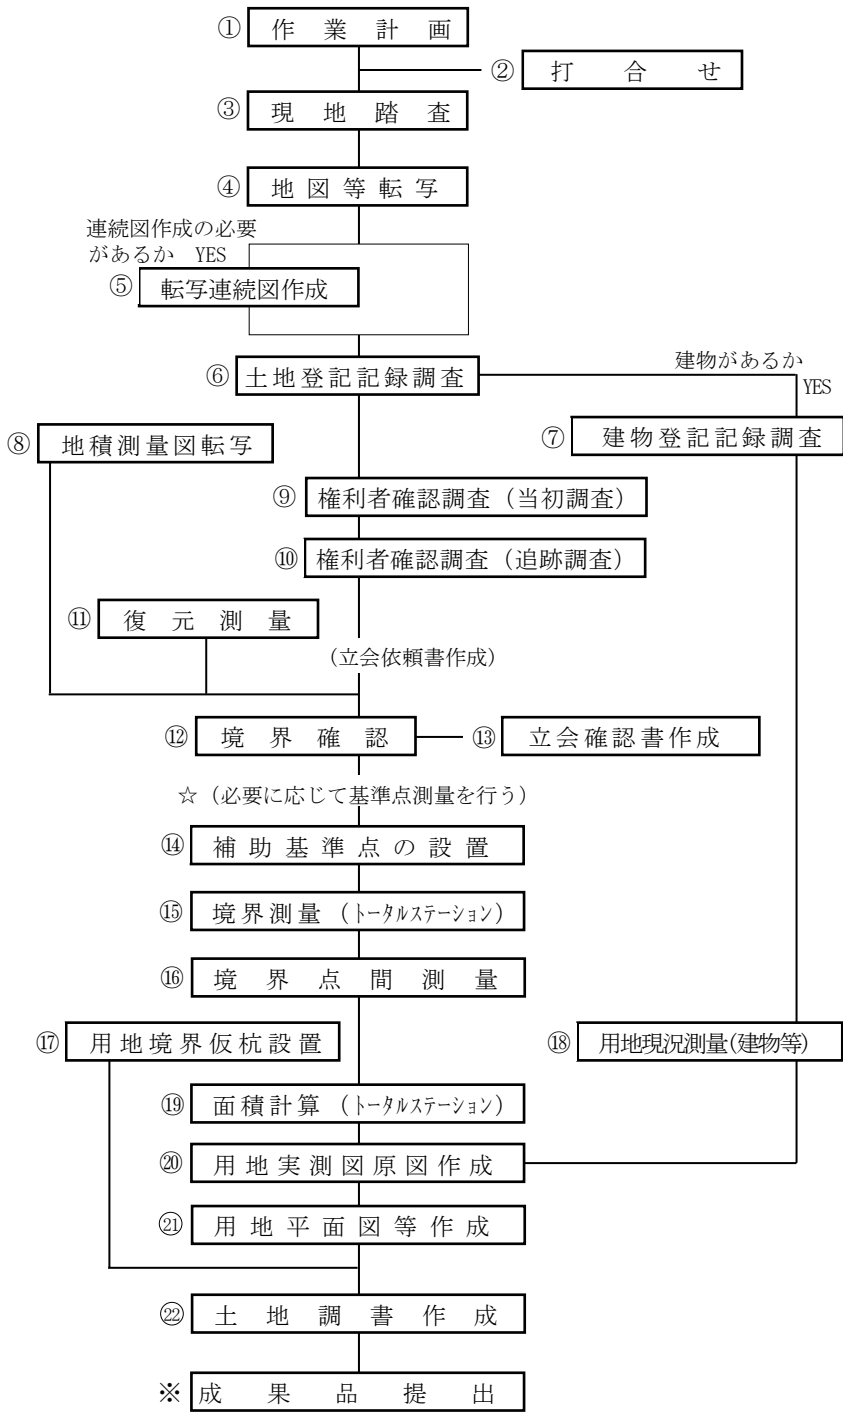 ① 作業計画
② 打合せ
③ 現地踏査
④ 地図等転写
連続図作成の必要
があるか YES
⑤ 転写連続図作成
⑥ 土地登記記録調査
建物があるか
YES
⑦ 建物登記記録調査
⑧ 地積測量図転写
⑨ 権利者確認調査（当初調査）
⑩ 権利者確認調査（追跡調査）
⑪ 復元測量
（立会依頼書作成）
⑫ 境界確認
⑬ 立会確認書作成
☆（必要に応じて基準点測量を行う）
⑭ 補助基準点の設置
⑮ 境界測量（ﾄｰﾀﾙｽﾃｰｼｮﾝ）
⑯ 境界点間測量
⑰ 用地境界仮杭設置
⑱ 用地現況測量(建物等)
⑲ 面積計算（ﾄｰﾀﾙｽﾃｰｼｮﾝ）
⑳ 用地実測図原図作成
㉑ 用地平面図等作成
㉒ 土地調書作成
※ 成果品提出